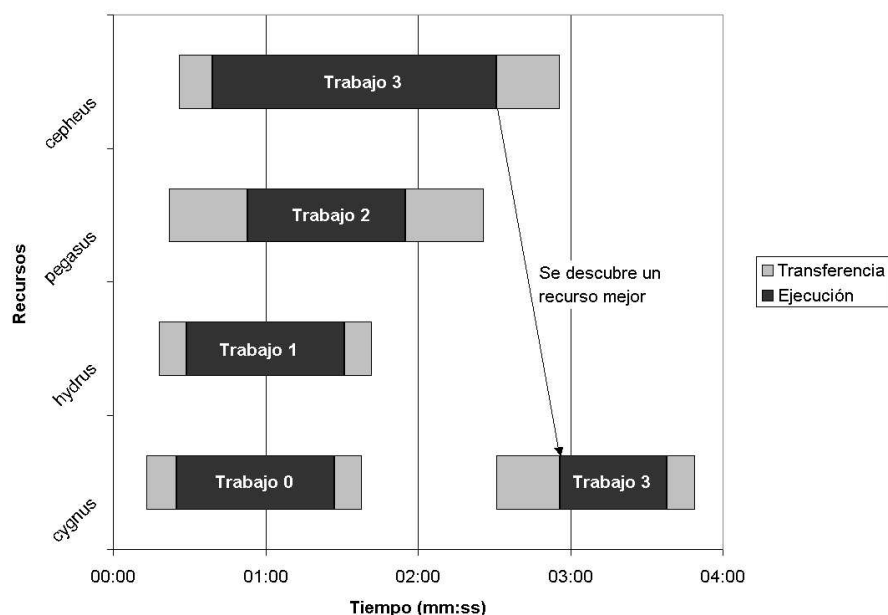 Trabajo 3
cepheus
Trabajo 2
pegasus
Se descubre un
recurso mejor
Transferencia
Ejecución
Recursos
Trabajo 1
hydrus
Trabajo 0
Trabajo 3
cygnus
00:00
01:00
02:00
03:00
04:00
Tiempo (mm:ss)